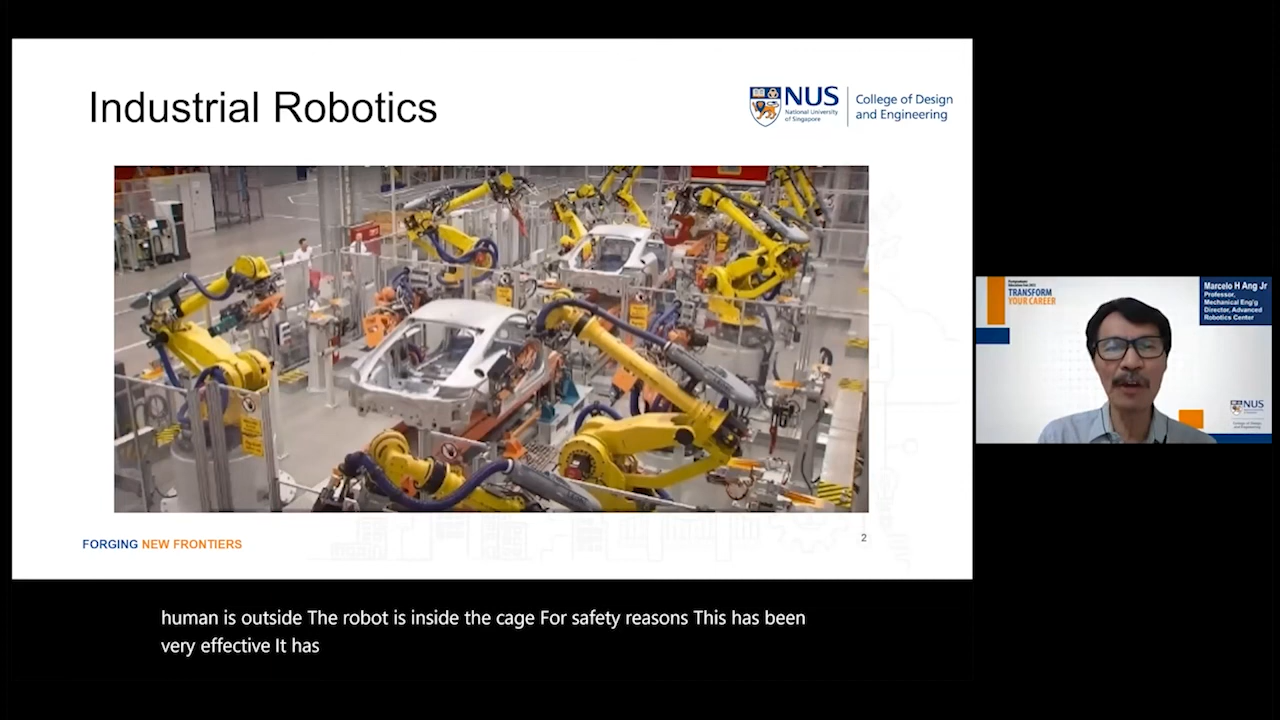 Industrial Robotics
NUS
National University
of Singapore
College of Design
and Engineering
FORGING NEW FRONTIERS
2
TRANSFORM
YOUR CAREER
Marcelo H Ang Jr
Professor,
Mechanical Eng'g
Director, Advanced
Robotics Center
NUS
human is outside The robot is inside the cage For safety reasons This has been
very effective It has